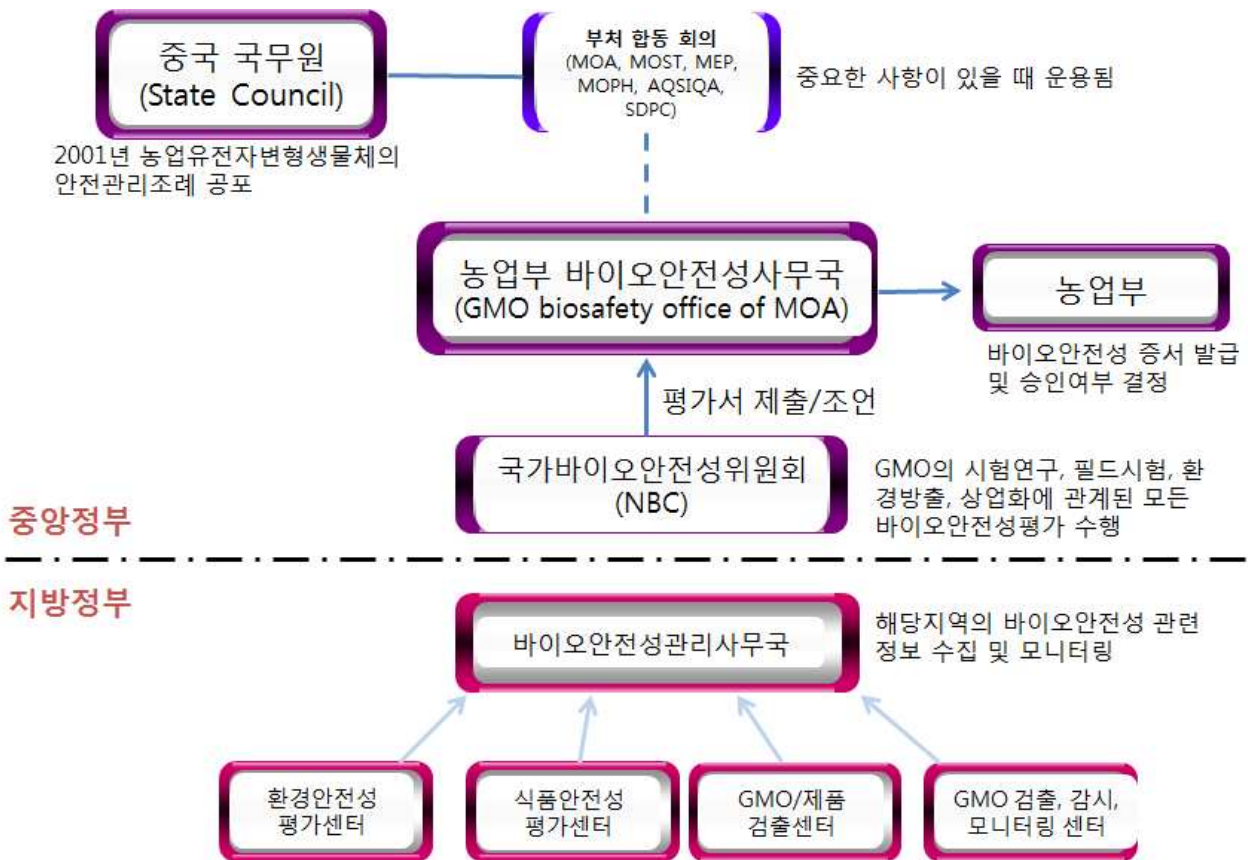 중국 국무원
(State Council)
2001년 농업유전자변형생물체의
안전관리조례 공포
부처 합동 회의
(MOA, MOST, MEP,
MOPH, AQSIQA,
SDPC)
중요한 사항이 있을 때 운용됨
농업부 바이오안전성사무국
(GMO biosafety office of MOA)
농업부
바이오안전성 증서 발급
및 승인여부 결정
평가서 제출/조언
국가바이오안전성위원회
(NBC)
GMO의 시험연구, 필드시험, 환
경방출, 상업화에 관계된 모든
바이오안전성평가 수행
중앙정부
지방정부
바이오안전성관리사무국
해당지역의 바이오안전성 관련
정보 수집 및 모니터링
환경안전성
평가센터
식품안전성
평가센터
GMO/제품
검출센터
GMO 검출, 감시,
모니터링 센터